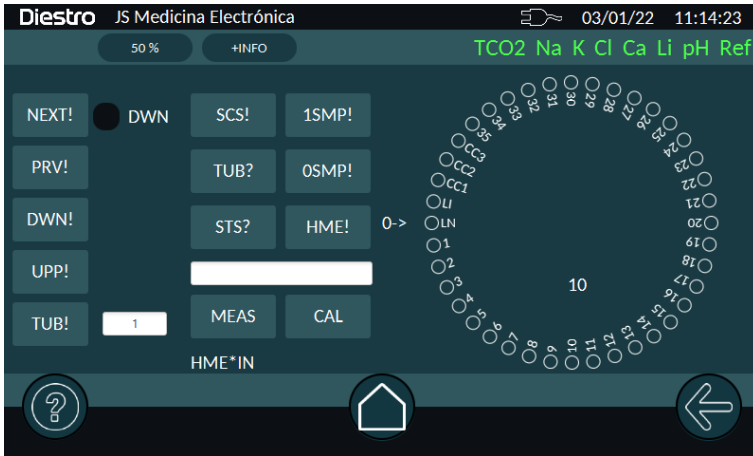 Diestro JS Medicina Electrónica 03/01/22 11:14:23
50 % +INFO TCO2 Na K Cl Ca Li pH Ref
NEXT! DWN SCS! 1SMP!
PRV! TUB? 0SMP!
DWN! STS? HME! 0->
UPP!
TUB! 1 MEAS CAL
HME*IN
LN
1
2
3
4
5
6
7
8
9
10
11
12
13
14
15
16
17
18
19
20
21
22
23
24
25
26
27
28
29
30
31
32
33
34
35
CC3
CC2
CC1
LI
10
?